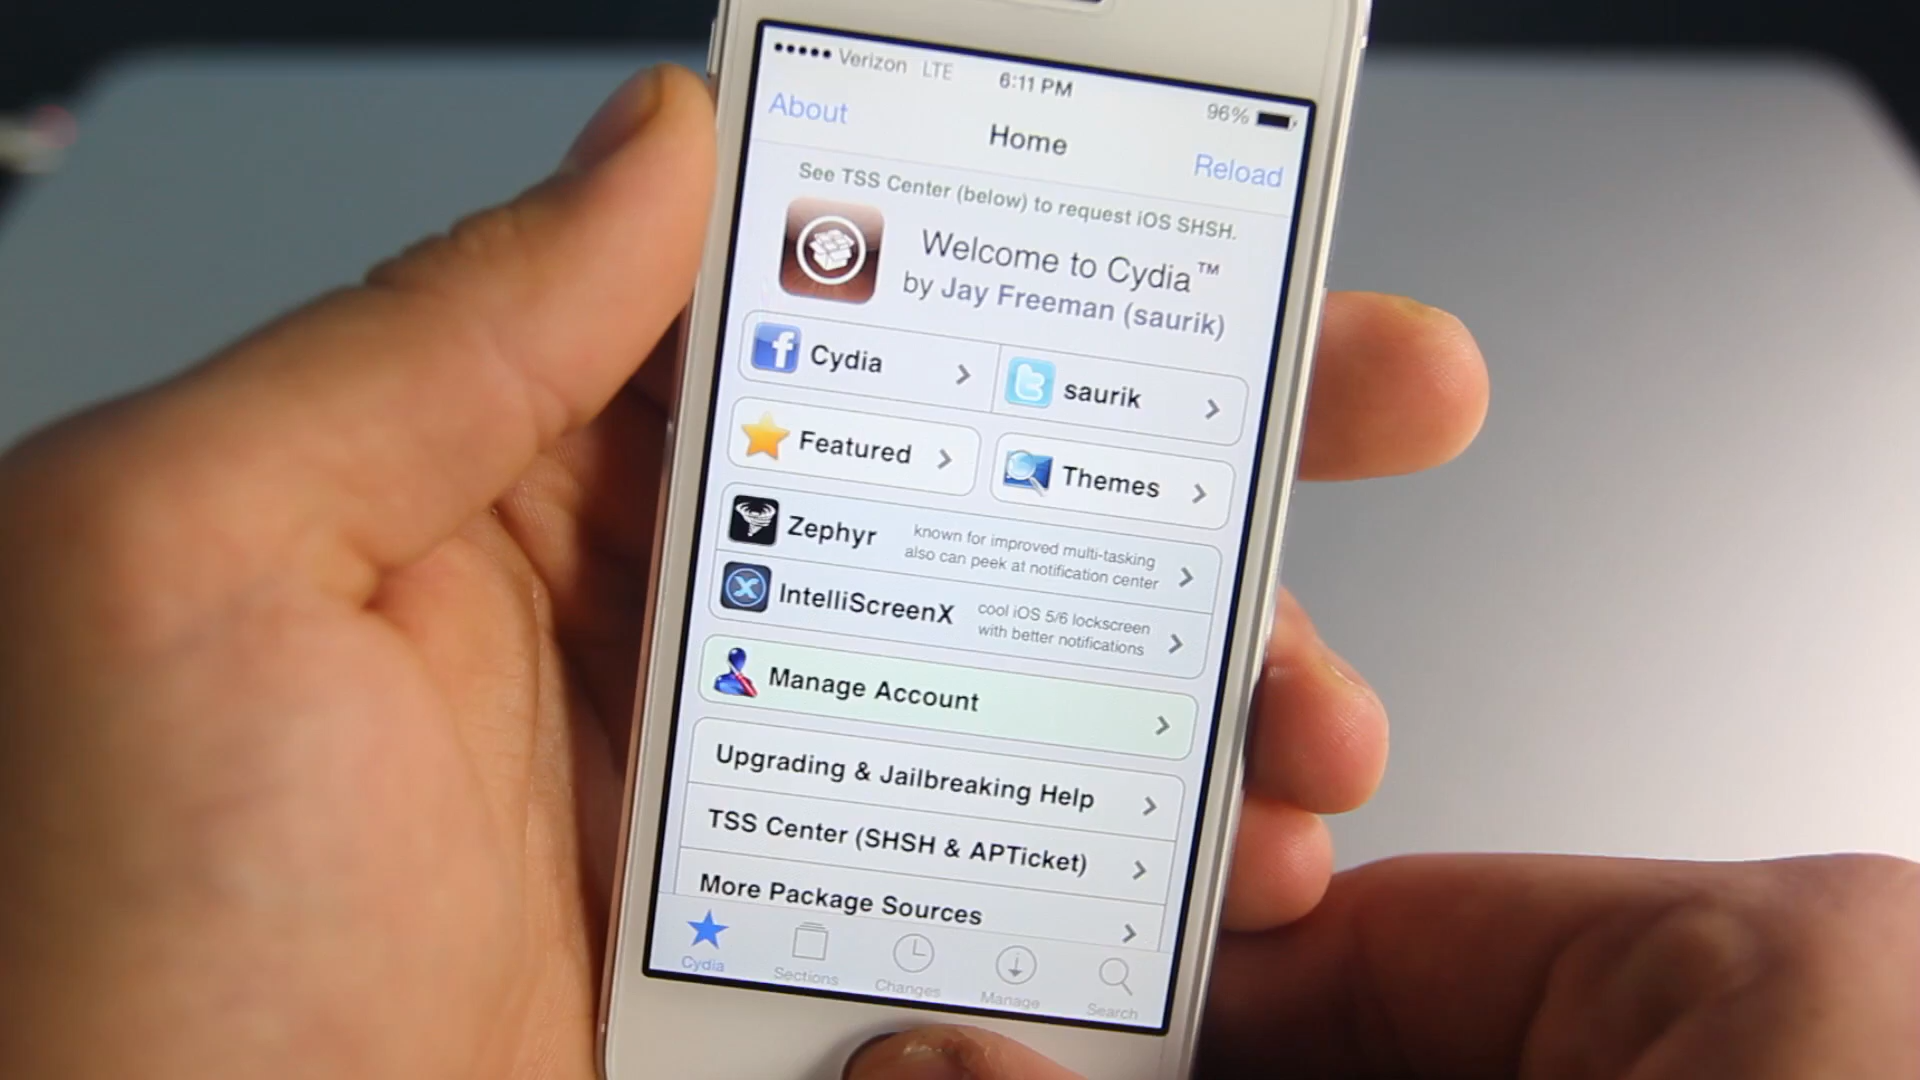 Verizon LTE 6:11 PM 96%
About Home Reload
See TSS Center (below) to request iOS SHSH.
Welcome to Cydia™
by Jay Freeman (saurik)
Cydia
saurik
Featured
Themes
Zephyr
known for improved multi-tasking
also can peek at notification center
IntelliScreenX
cool iOS 5/6 lockscreen
with better notifications
Manage Account
Upgrading & Jailbreaking Help
TSS Center (SHSH & APTicket)
More Package Sources
Cydia Sections Changes Manage Search